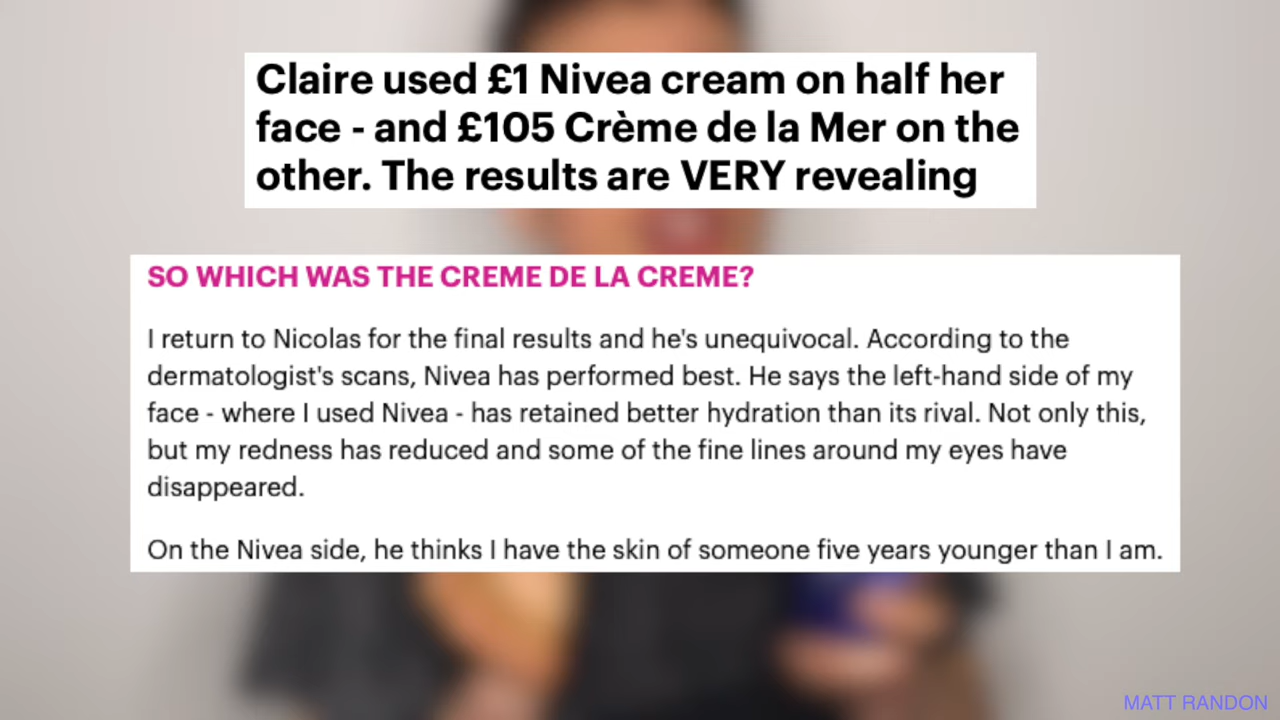 Claire used £1 Nivea cream on half her
face - and £105 Crème de la Mer on the
other. The results are VERY revealing
SO WHICH WAS THE CREME DE LA CREME?
I return to Nicolas for the final results and he's unequivocal. According to the
dermatologist's scans, Nivea has performed best. He says the left-hand side of my
face - where I used Nivea - has retained better hydration than its rival. Not only this,
but my redness has reduced and some of the fine lines around my eyes have
disappeared.
On the Nivea side, he thinks I have the skin of someone five years younger than I am.
MATT RANDON